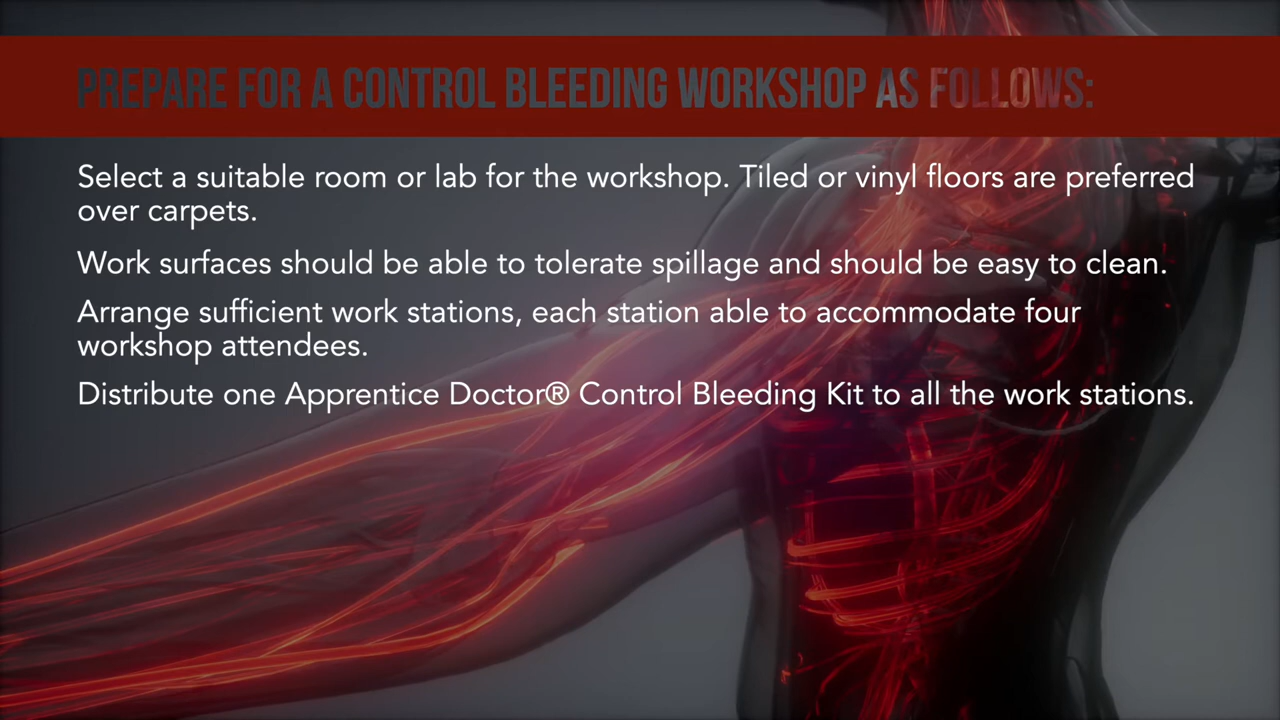 PREPARE FOR A CONTROL BLEEDING WORKSHOP AS FOLLOWS:
Select a suitable room or lab for the workshop. Tiled or vinyl floors are preferred
over carpets.
Work surfaces should be able to tolerate spillage and should be easy to clean.
Arrange sufficient work stations, each station able to accommodate four
workshop attendees.
Distribute one Apprentice Doctor® Control Bleeding Kit to all the work stations.